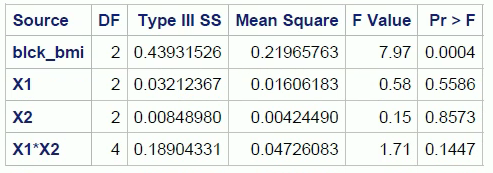 Source DF Type III SS Mean Square F Value Pr > F
blck_bmi 2 0.43931526 0.21965763 7.97 0.0004
X1 2 0.03212367 0.01606183 0.58 0.5586
X2 2 0.00848980 0.00424490 0.15 0.8573
X1*X2 4 0.18904331 0.04726083 1.71 0.1447